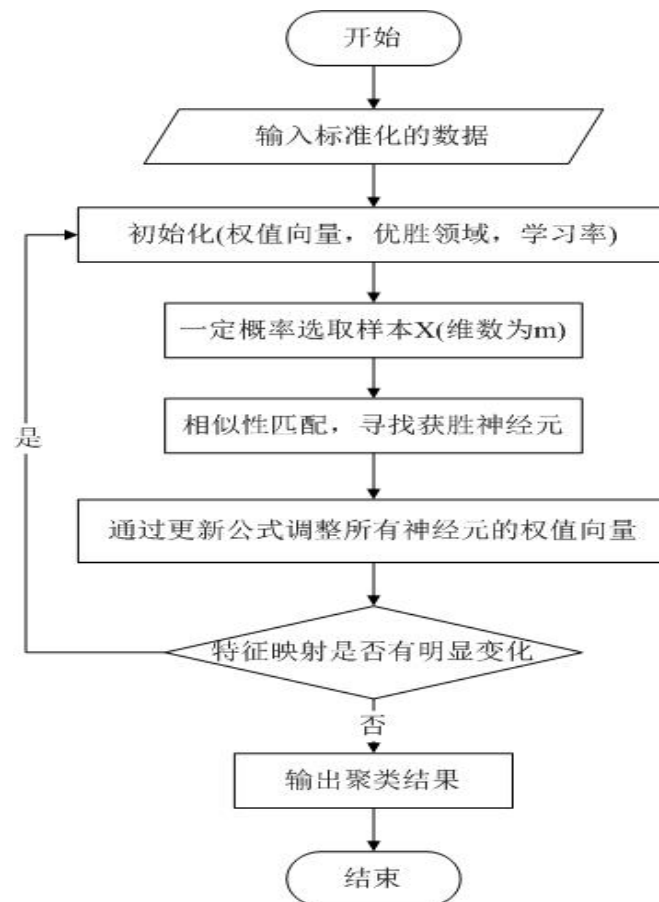 开始
输入标准化的数据
初始化(权值向量，优胜领域，学习率)
一定概率选取样本X(维数为m)
相似性匹配，寻找获胜神经元
是
通过更新公式调整所有神经元的权值向量
特征映射是否有明显变化
否
输出聚类结果
结束